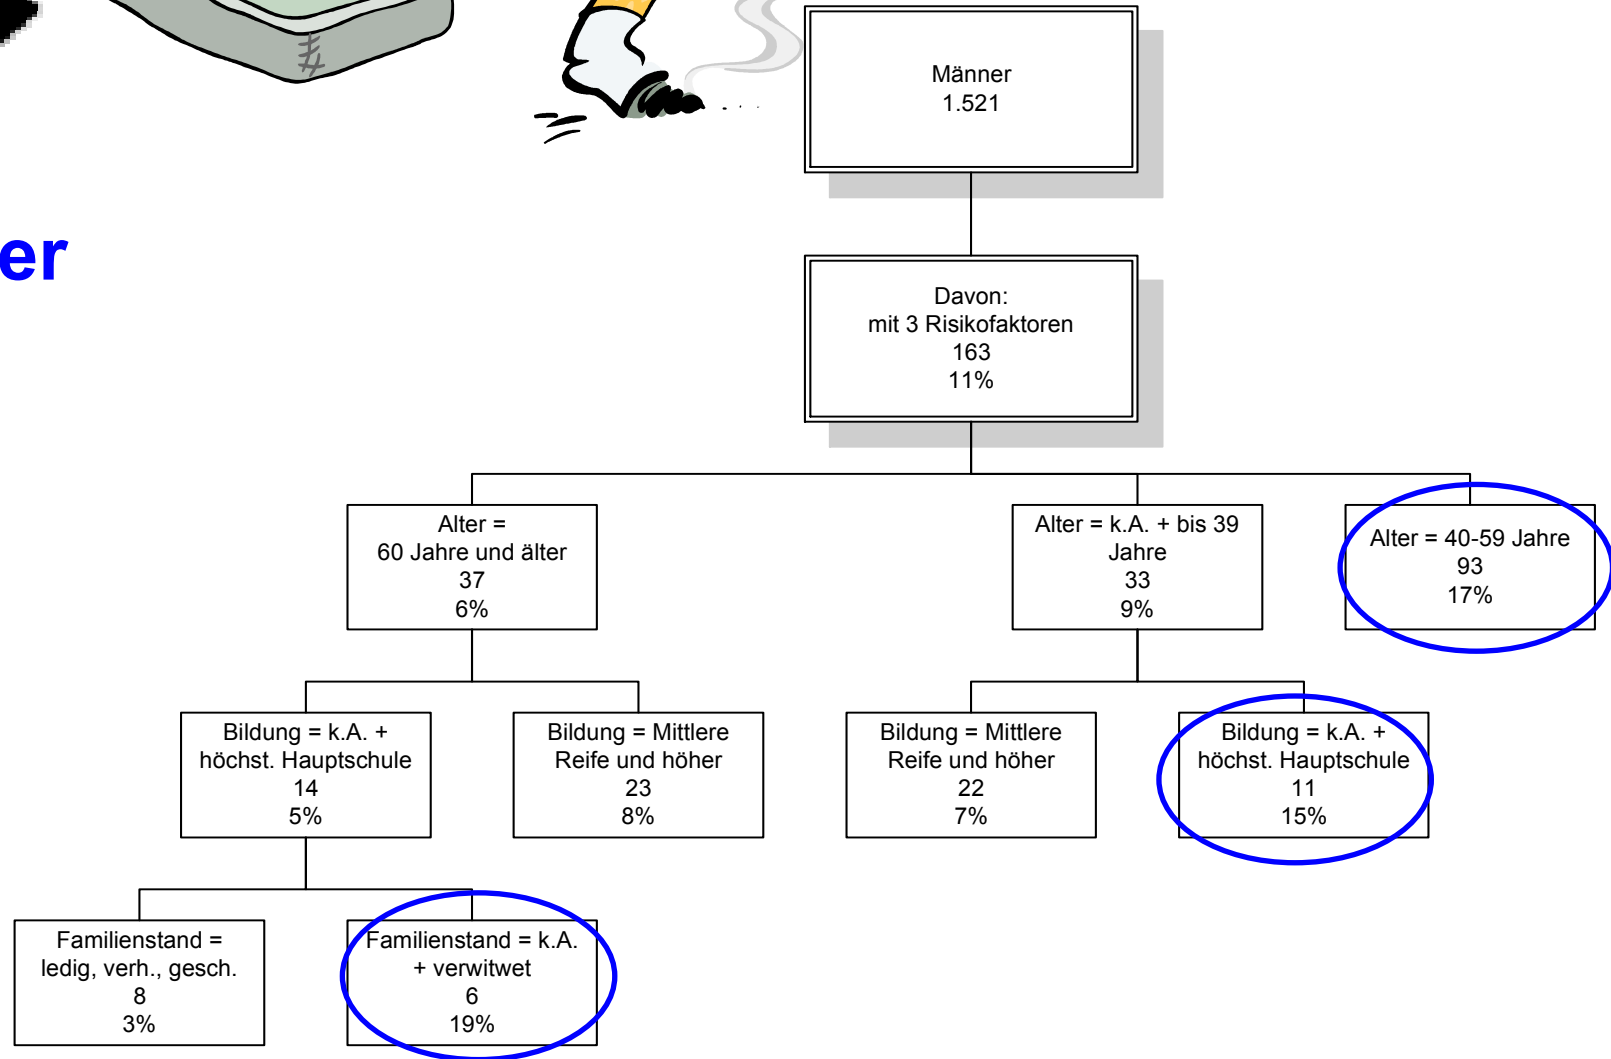 Männer
1.521
er
Davon:
mit 3 Risikofaktoren
163
11%
Alter =
60 Jahre und älter
37
6%
Alter = k.A. + bis 39
Jahre
33
9%
Alter = 40-59 Jahre
93
17%
Bildung = k.A. +
höchst. Hauptschule
14
5%
Bildung = Mittlere
Reife und höher
23
8%
Bildung = Mittlere
Reife und höher
22
7%
Bildung = k.A. +
höchst. Hauptschule
11
15%
Familienstand =
ledig, verh., gesch.
8
3%
Familienstand = k.A.
+ verwitwet
6
19%